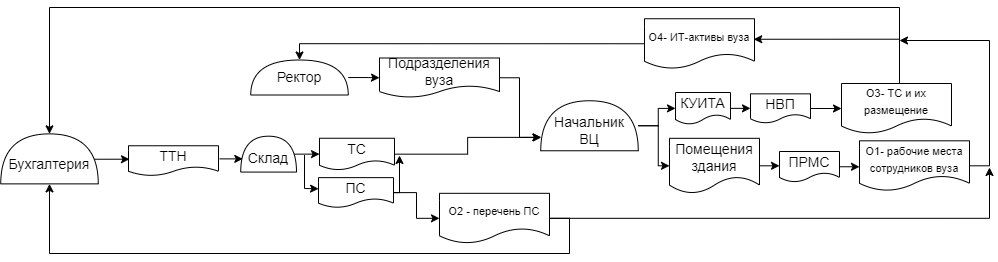 О4- ИТ-активы вуза
Ректор
Подразделения
вуза
КУИТА
НВП
О3- ТС и их
размещение
Начальник
ВЦ
Бухгалтерия
ТТН
Склад
ТС
ПС
Помещения
здания
ПРМС
О1- рабочие места
сотрудников вуза
О2 - перечень ПС